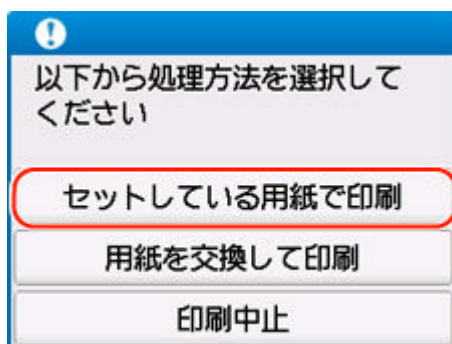 以下から処理方法を選択して
ください
セットしている用紙で印刷
用紙を交換して印刷
印刷中止